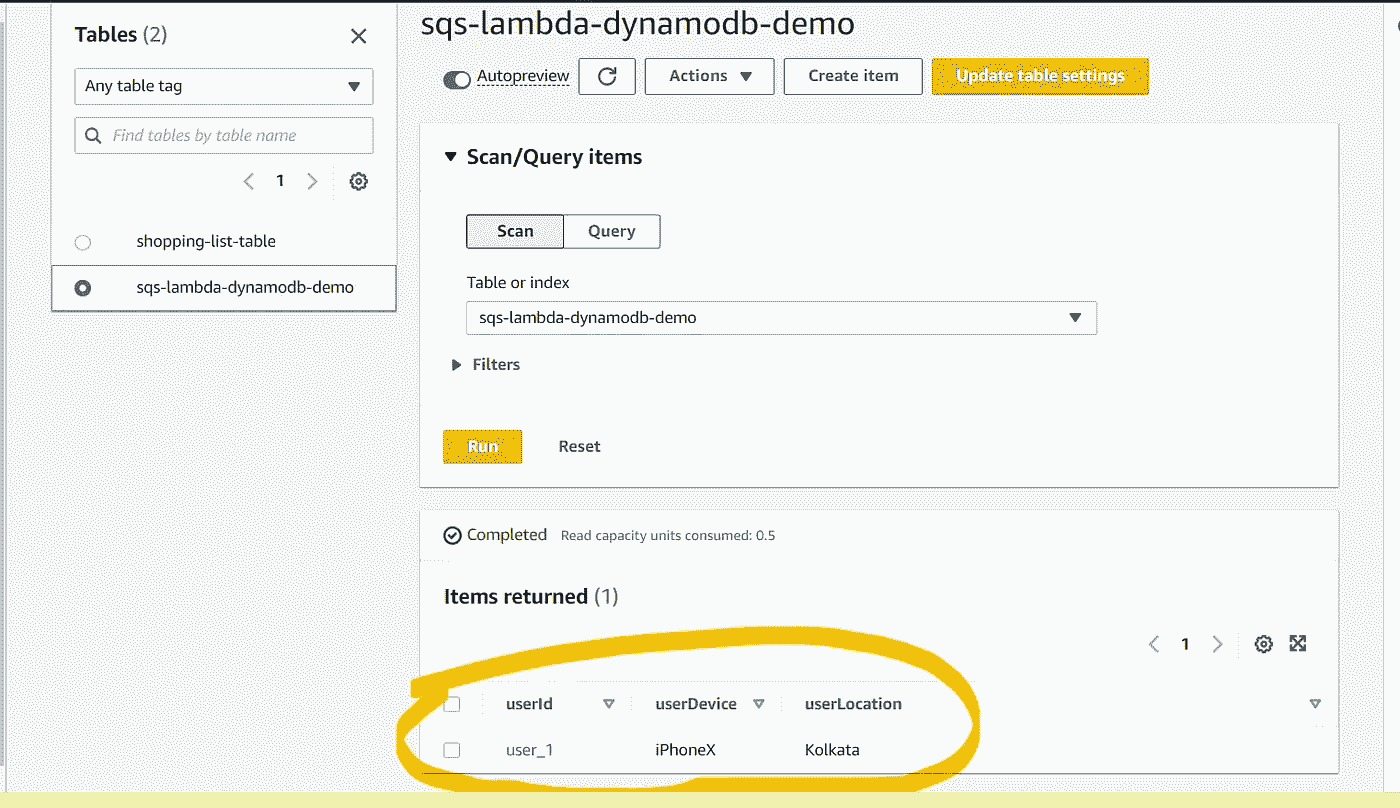 Tables (2)
Any table tag
Find tables by table name
1
shopping-list-table
sqs-lambda-dynamodb-demo
sqs-lambda-dynamodb-demo
Autopreview Actions Create item Update table settings
Scan/Query items
Scan Query
Table or index
sqs-lambda-dynamodb-demo
Filters
Run Reset
Completed Read capacity units consumed: 0.5
Items returned (1)
1
userId userDevice userLocation
user_1 iPhoneX Kolkata